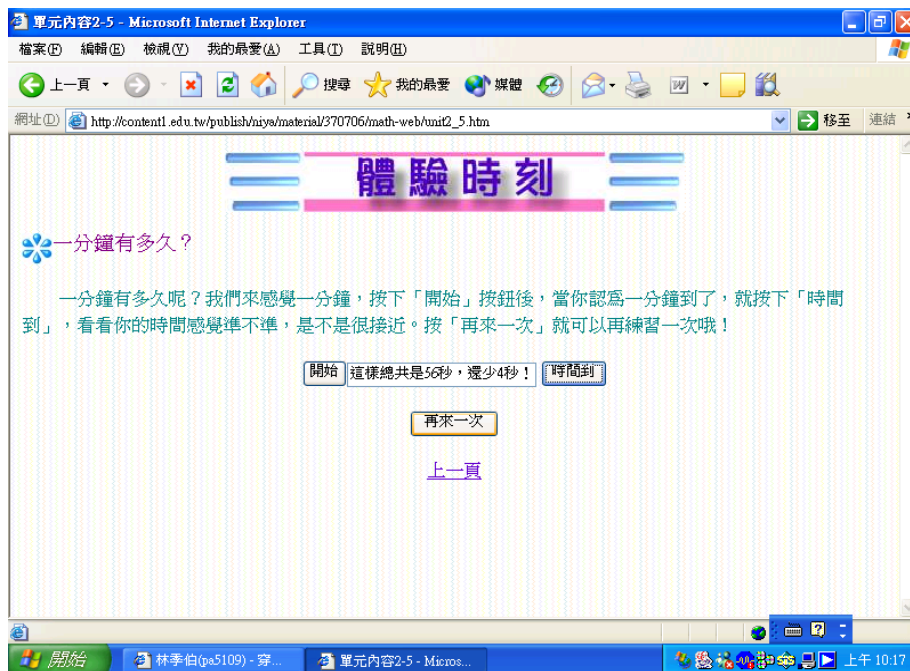 單元內容2-5 - Microsoft Internet Explorer
檔案(F) 編輯(E) 檢視(V) 我的最愛(A) 工具(T) 說明(H)
上一頁 搜尋 我的最愛 媒體
網址(D) http://content1.edu.tw/publish/niya/material/370706/math-web/unit2_5.htm 移至 連結
體驗時刻
一分鐘有多久？
一分鐘有多久呢？我們來感覺一分鐘，按下「開始」按鈕後，當你認為一分鐘到了，就按下「時間
到」，看看你的時間感覺準不準，是不是很接近。按「再來一次」就可以再練習一次哦！
開始 這樣總共是56秒，還少4秒！ 時間到
再來一次
上一頁
開始 林季伯(pa5109) - 穿... 單元內容2-5 - Micros... 上午 10:17